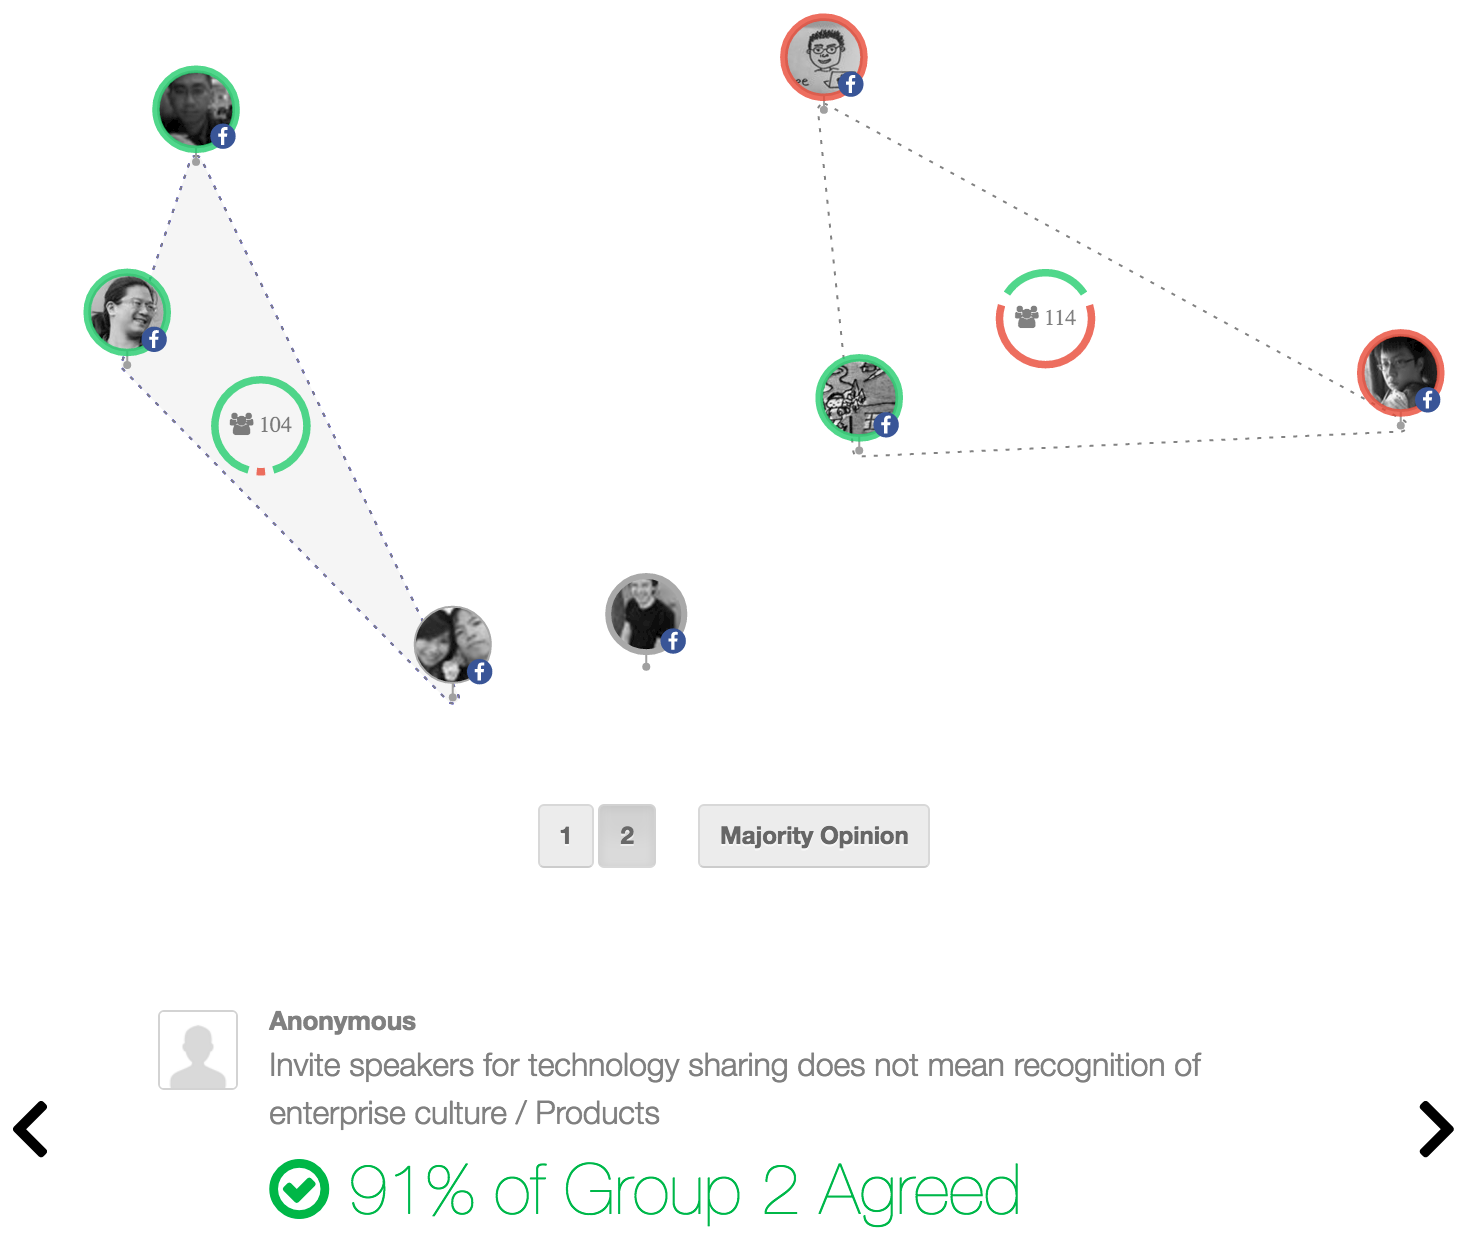 114
104
1
2
Majority Opinion
Anonymous
Invite speakers for technology sharing does not mean recognition of
enterprise culture / Products
91% of Group 2 Agreed